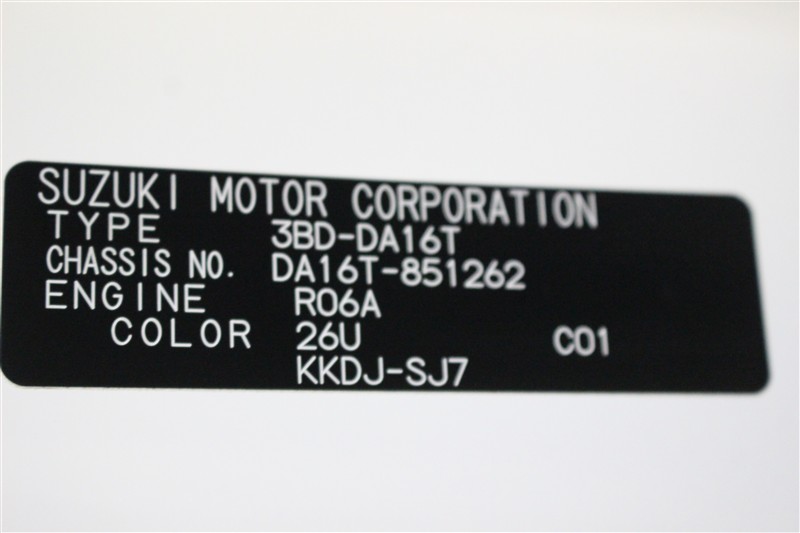 SUZUKI MOTOR CORPORATION
TYPE 3BD-DA16T
CHASSIS NO. DA16T-851262
ENGINE R06A
COLOR 26U C01
KKDJ-SJ7